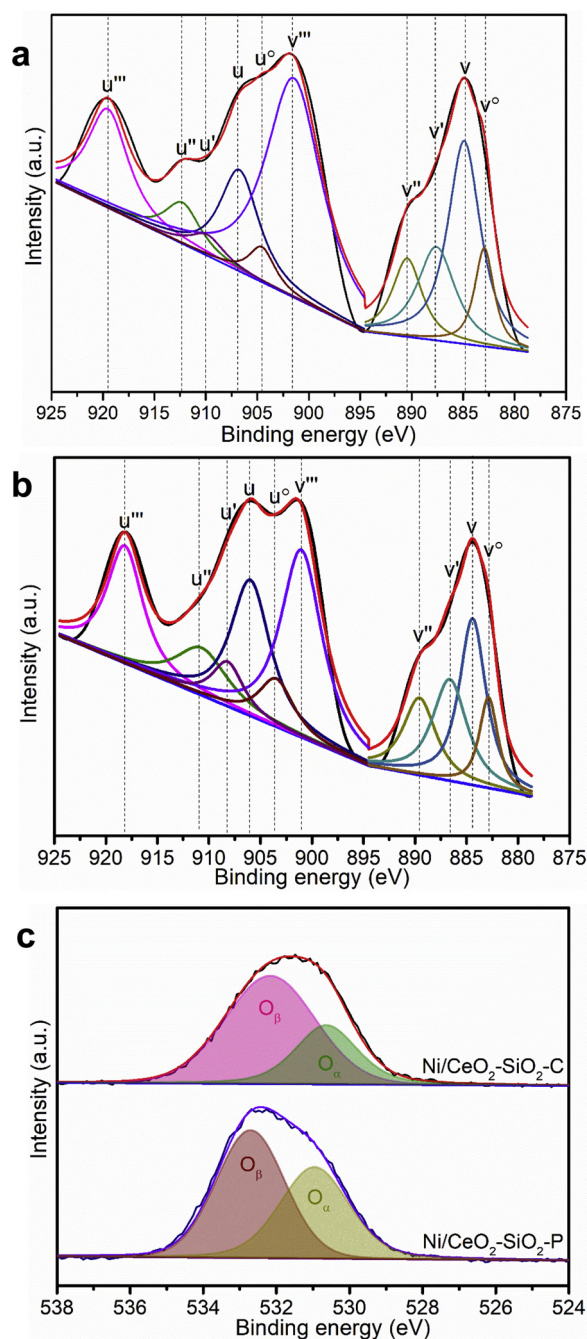 a
u''' u'' u' u u° v''' v'' v' v v°
Intensity (a.u.)
925 920 915 910 905 900 895 890 885 880 875
Binding energy (eV)
b
u''' u'' u' u u° v''' v'' v' v v°
Intensity (a.u.)
925 920 915 910 905 900 895 890 885 880 875
Binding energy (eV)
c
Oβ Oα
Ni/CeO₂-SiO₂-C
Oβ Oα
Ni/CeO₂-SiO₂-P
Intensity (a.u.)
538 536 534 532 530 528 526 524
Binding energy (eV)